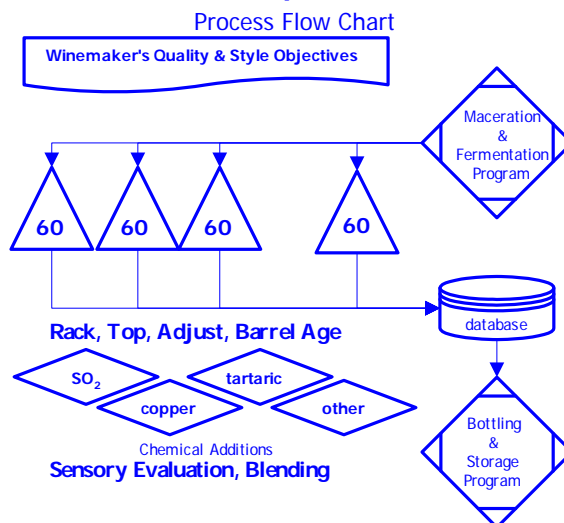 Process Flow Chart
Winemaker's Quality & Style Objectives
Maceration
&
Fermentation
Program
60
60
60
60
database
Rack, Top, Adjust, Barrel Age
SO₂
tartaric
copper
other
Chemical Additions
Sensory Evaluation, Blending
Bottling
&
Storage
Program